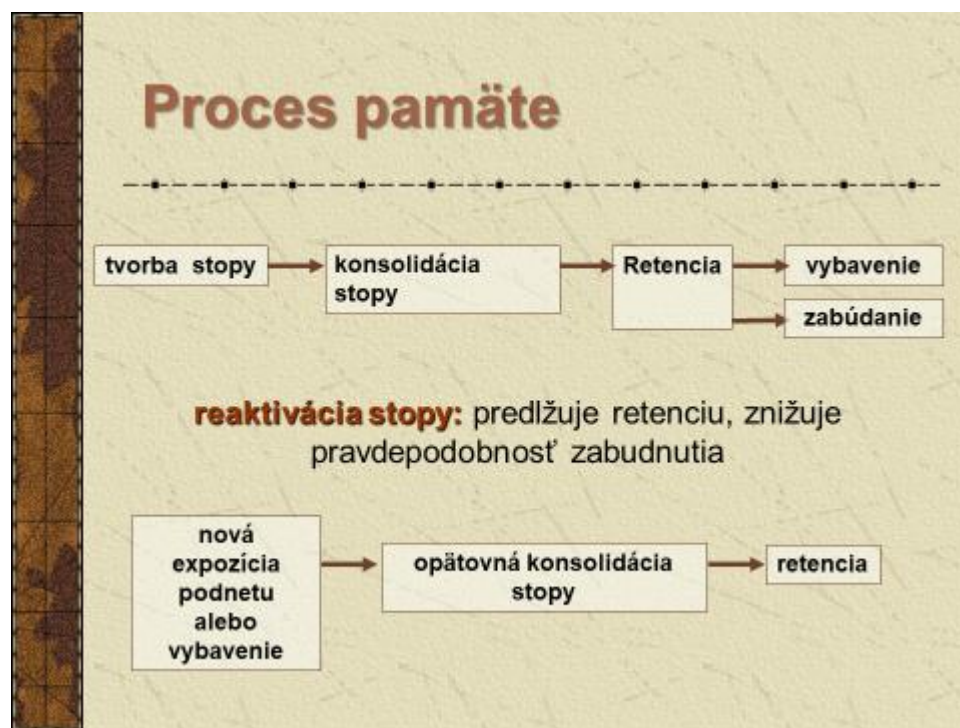 Proces pamäte
tvorba stopy
konsolidácia
stopy
Retencia
vybavenie
zabúdanie
reaktivácia stopy: predlžuje retenciu, znižuje
pravdepodobnosť zabudnutia
nová
expozícia
podnetu
alebo
vybavenie
opätovná konsolidácia
stopy
retencia